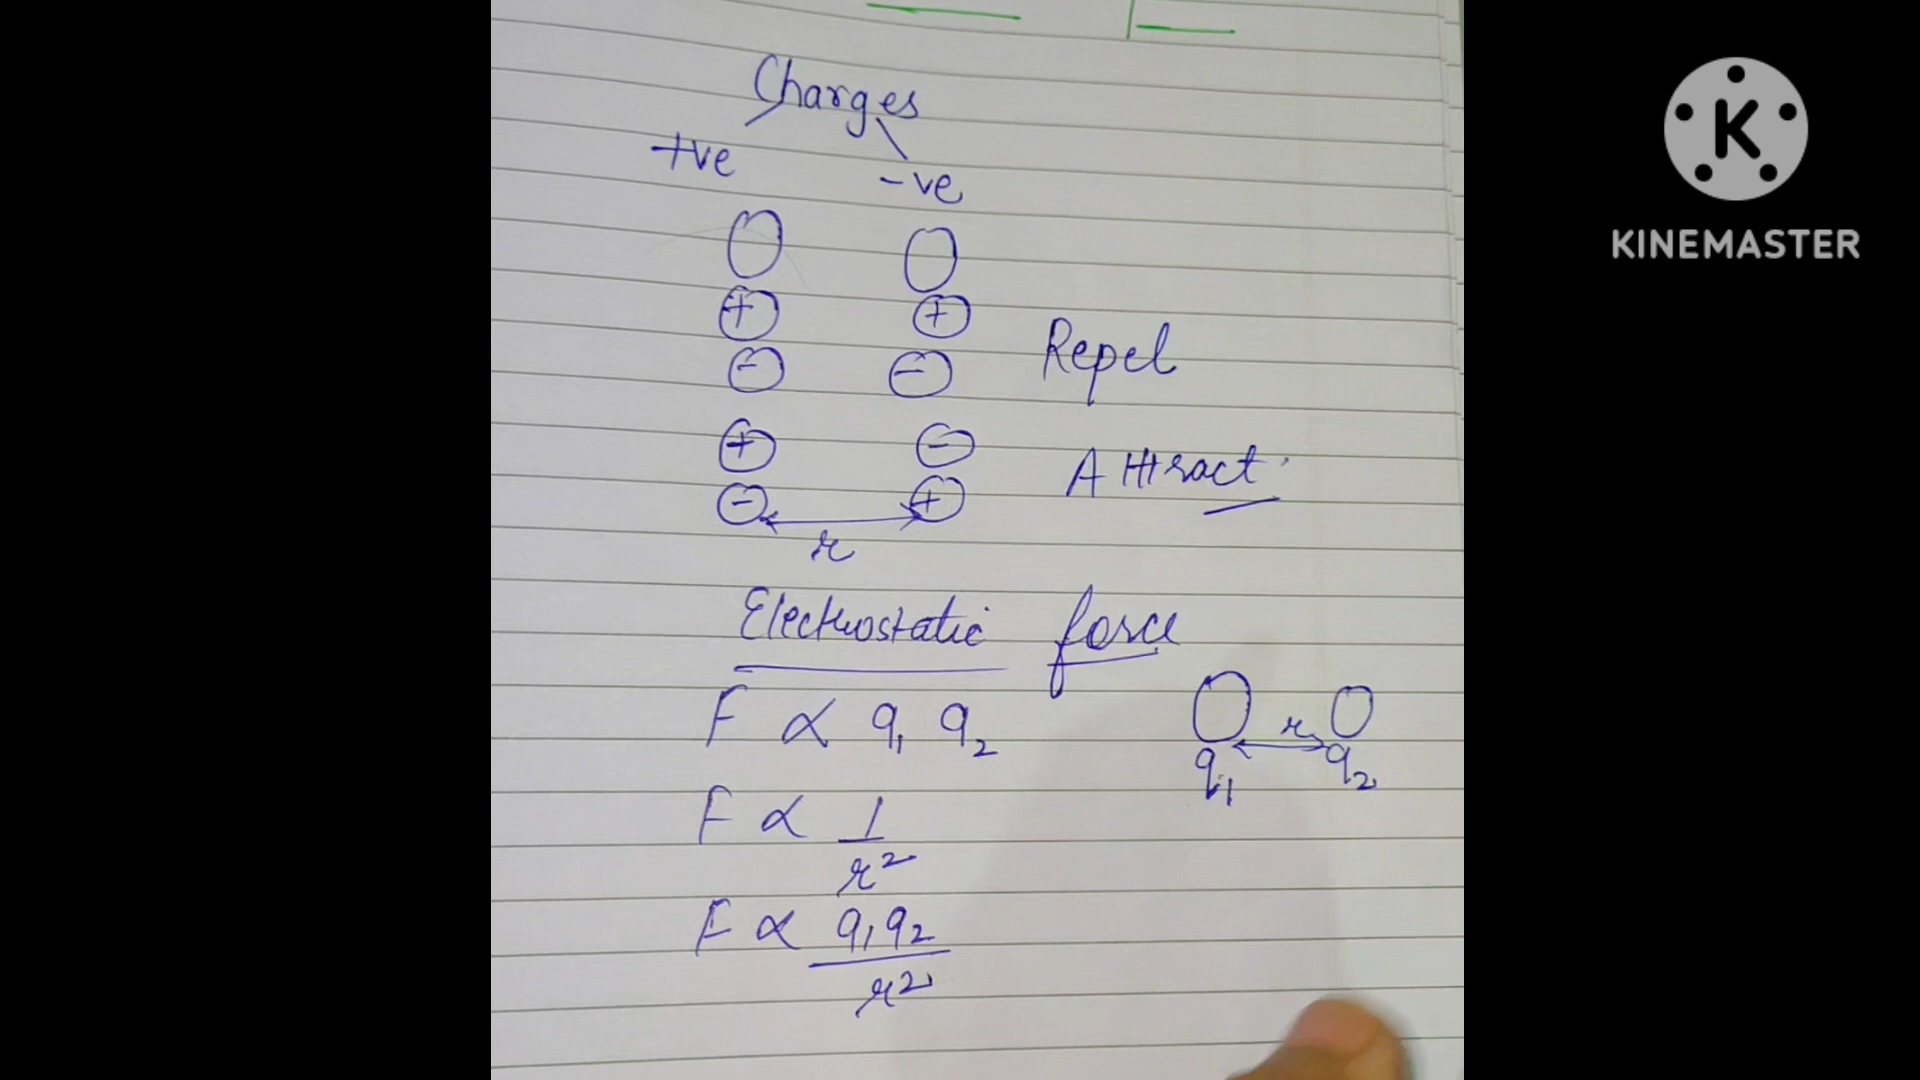 Charges
+ve
-ve
+ +
- -
Repel
+ -
Attract
- +
r
Electrostatic force
F ∝ q₁ q₂
r
q₁ q₂
F ∝ 1/r²
F ∝ q₁q₂/r²
K
KINEMASTER